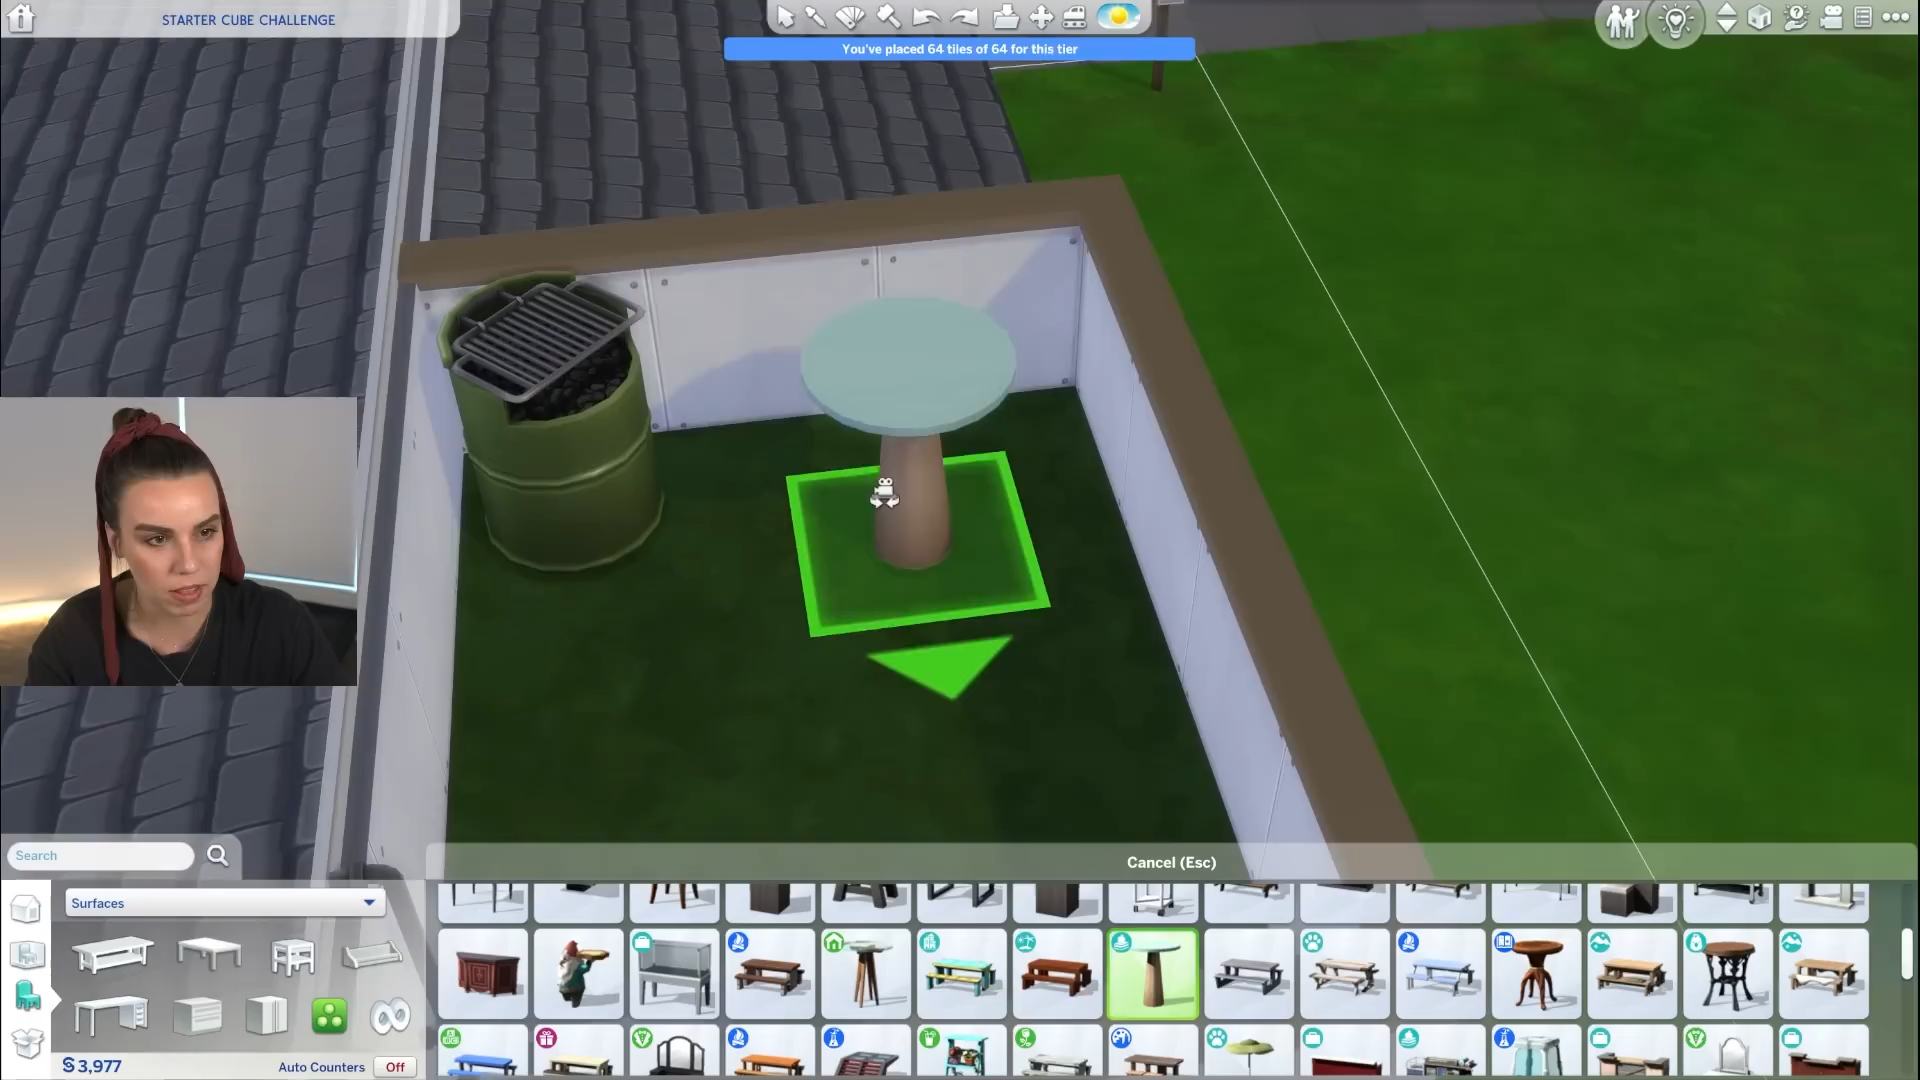 STARTER CUBE CHALLENGE
You've placed 64 tiles of 64 for this tier
Cancel (Esc)
Search
Surfaces
§3,977
Auto Counters
Off